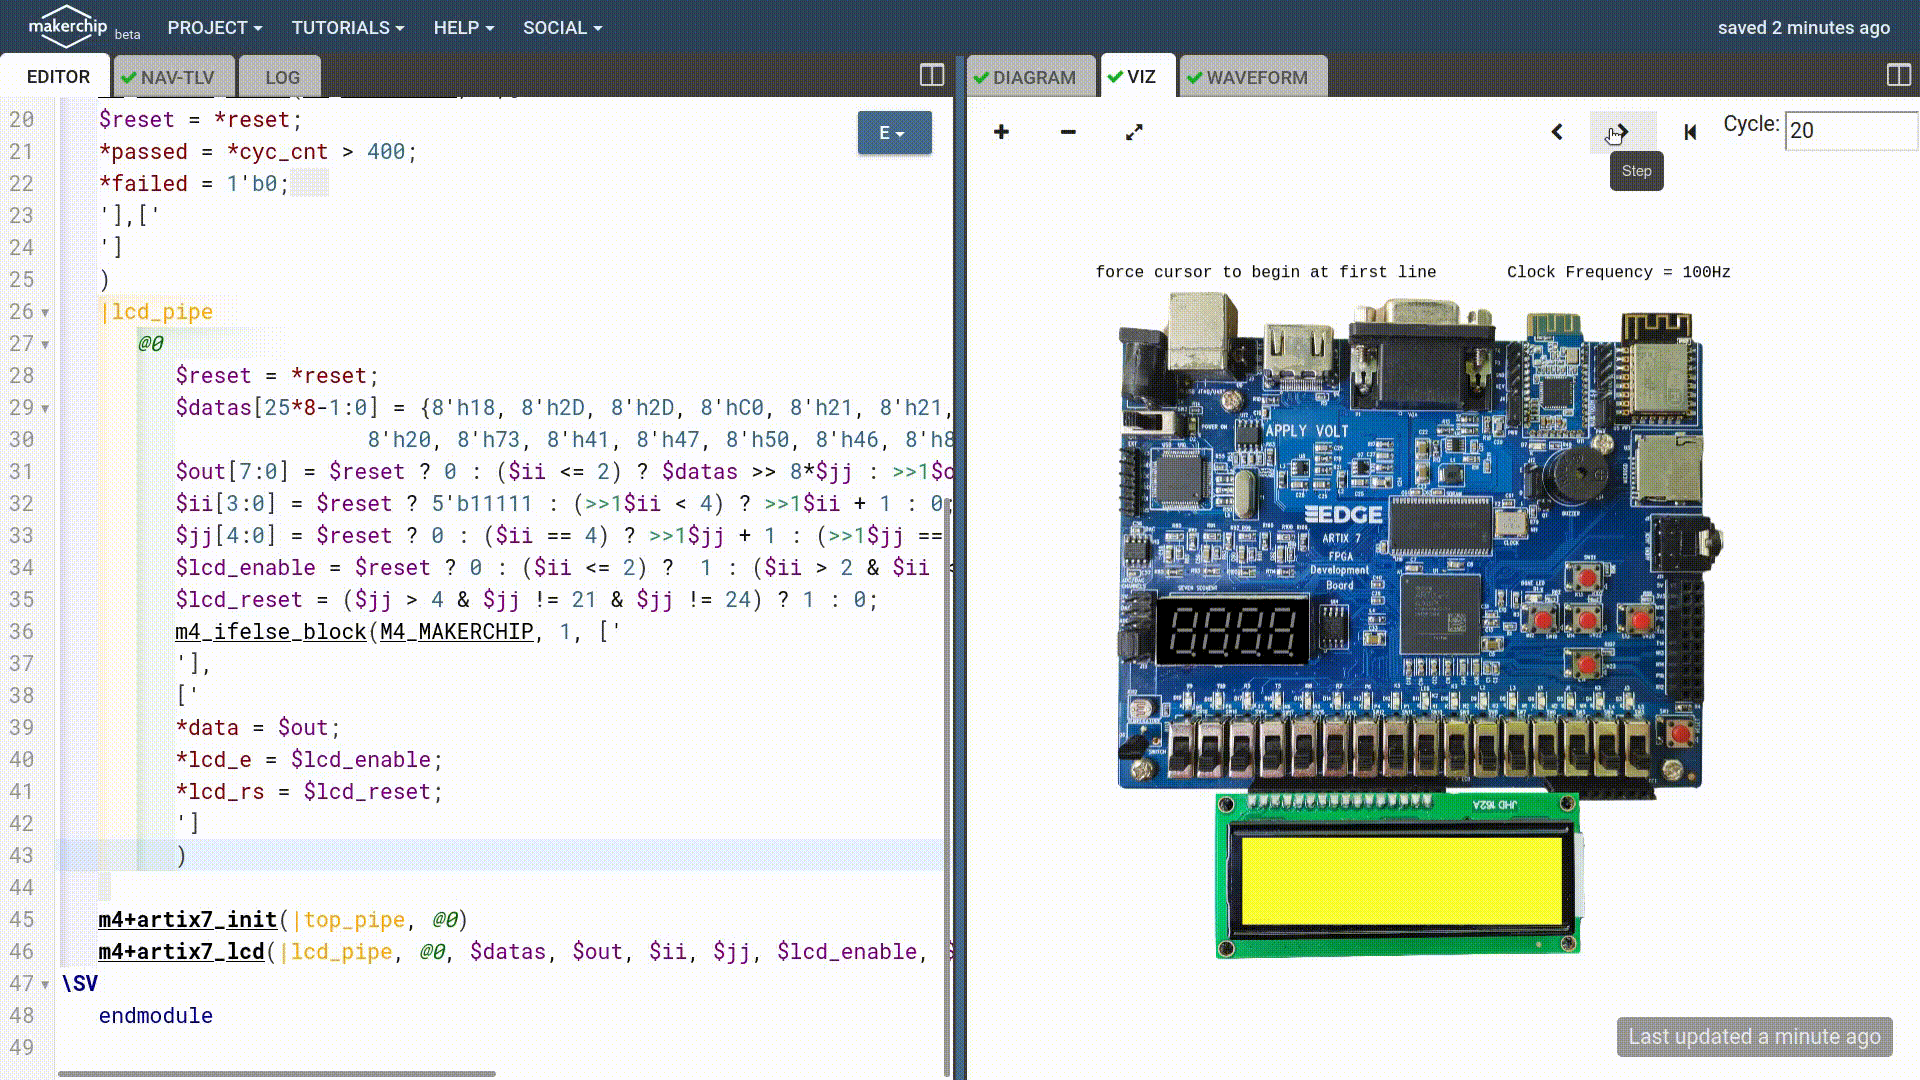 makerchip beta PROJECT TUTORIALS HELP SOCIAL saved 2 minutes ago
EDITOR NAV-TLV LOG DIAGRAM VIZ WAVEFORM
20 $reset = *reset;
21 *passed = *cyc_cnt > 400;
22 *failed = 1'b0;
23 '],['
24 ']
25 )
26 |lcd_pipe
27 @0
28 $reset = *reset;
29 $datas[25*8-1:0] = {8'h18, 8'h2D, 8'h2D, 8'hC0, 8'h21, 8'h21,
30 8'h20, 8'h73, 8'h41, 8'h47, 8'h50, 8'h46, 8'h8
31 $out[7:0] = $reset ? 0 : ($ii <= 2) ? $datas >> 8*$jj : >>1$o
32 $ii[3:0] = $reset ? 5'b11111 : (>>1$ii < 4) ? >>1$ii + 1 : 0;
33 $jj[4:0] = $reset ? 0 : ($ii == 4) ? >>1$jj + 1 : (>>1$jj ==
34 $lcd_enable = $reset ? 0 : ($ii <= 2) ? 1 : ($ii > 2 & $ii <
35 $lcd_reset = ($jj > 4 & $jj != 21 & $jj != 24) ? 1 : 0;
36 m4_ifelse_block(M4_MAKERCHIP, 1, ['
37 '],
38 ['
39 *data = $out;
40 *lcd_e = $lcd_enable;
41 *lcd_rs = $lcd_reset;
42 ']
43 )
44
45 m4+artix7_init(|top_pipe, @0)
46 m4+artix7_lcd(|lcd_pipe, @0, $datas, $out, $ii, $jj, $lcd_enable, $
47 \SV
48 endmodule
49
E
Cycle: 20
Step
force cursor to begin at first line Clock Frequency = 100Hz
POWER ON
APPLY VOLT
EDGE
ARTIX 7
FPGA
Development
Board
BUZZER
CLOCK
SEVEN SEGMENT
JHD 162A
Last updated a minute ago